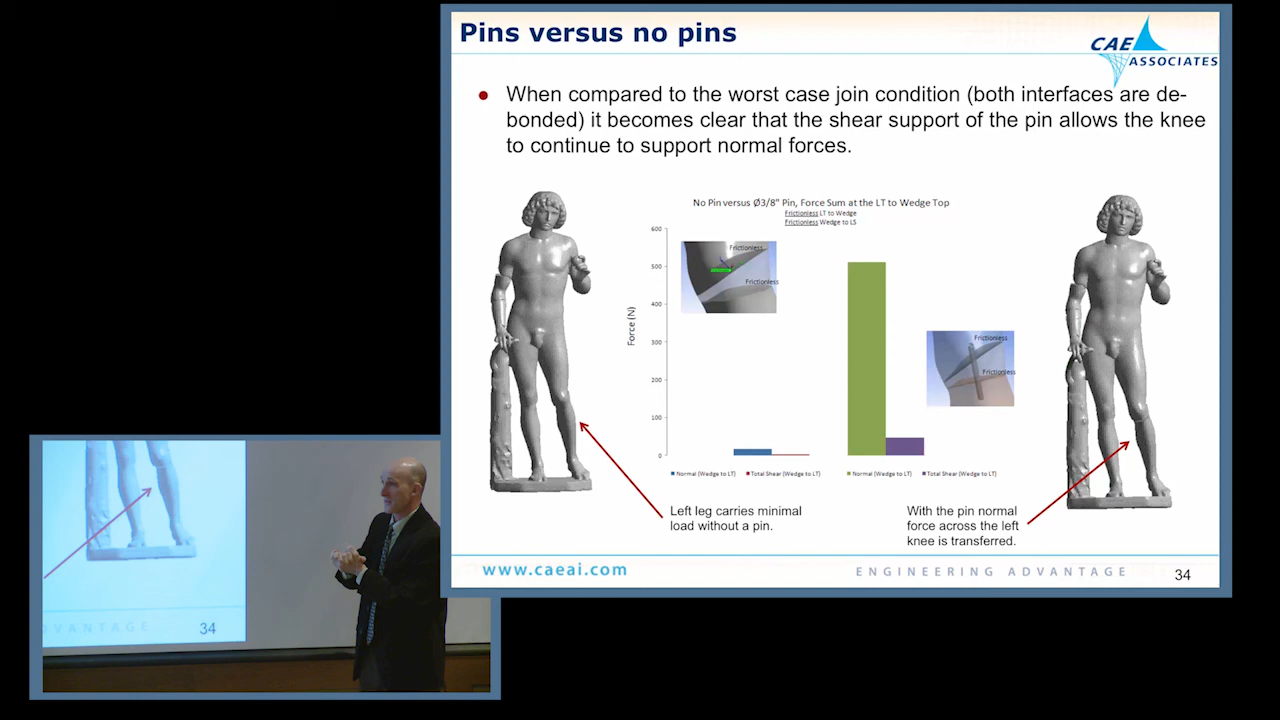 Pins versus no pins
CAE
ASSOCIATES
● When compared to the worst case join condition (both interfaces are de-
bonded) it becomes clear that the shear support of the pin allows the knee
to continue to support normal forces.
No Pin versus Ø3/8" Pin, Force Sum at the LT to Wedge Top
Frictionless LT to Wedge
Frictionless Wedge to LS
600
500
400
300
200
100
0
Force (N)
Frictionless
Frictionless
Frictionless
Frictionless
Normal (Wedge to LT) Total Shear (Wedge to LT) Normal (Wedge to LT) Total Shear (Wedge to LT)
Left leg carries minimal
load without a pin.
With the pin normal
force across the left
knee is transferred.
www.caeai.com
ENGINEERING ADVANTAGE
34
DVANTAGE
34